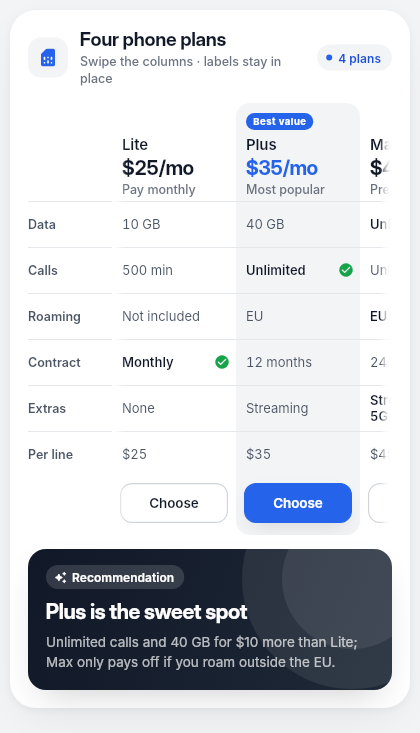 Four phone plans
Swipe the columns · labels stay in
place
4 plans
Best value
Lite Plus
$25/mo $35/mo
Pay monthly Most popular
Data 10 GB 40 GB
Calls 500 min Unlimited
Roaming Not included EU EU
Contract Monthly 12 months 24
Extras None Streaming
5G
Per line $25 $35
Choose Choose
Recommendation
Plus is the sweet spot
Unlimited calls and 40 GB for $10 more than Lite;
Max only pays off if you roam outside the EU.